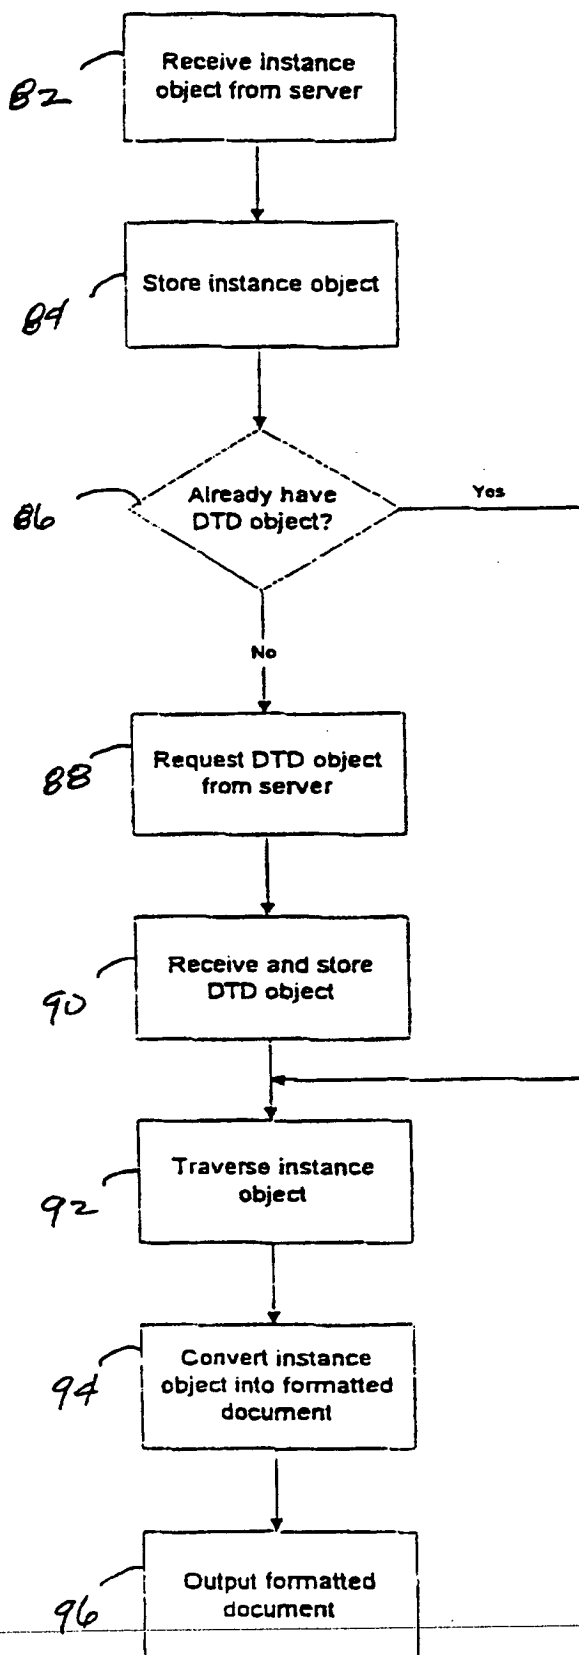 Receive instance
object from server
82
Store instance object
84
Already have
DTD object?
86
Yes
No
Request DTD object
from server
88
Receive and store
DTD object
90
Traverse instance
object
92
Convert instance
object into formatted
document
94
Output formatted
document
96